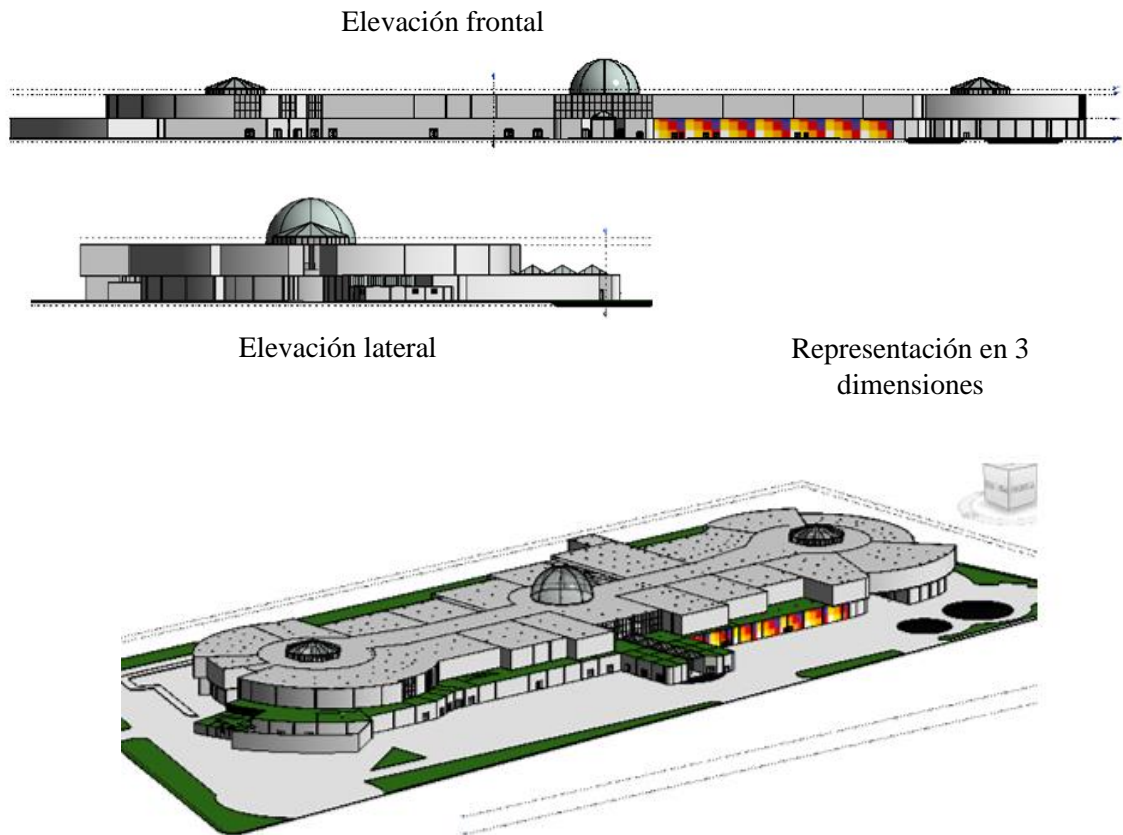 Elevación frontal
Elevación lateral
Representación en 3
dimensiones